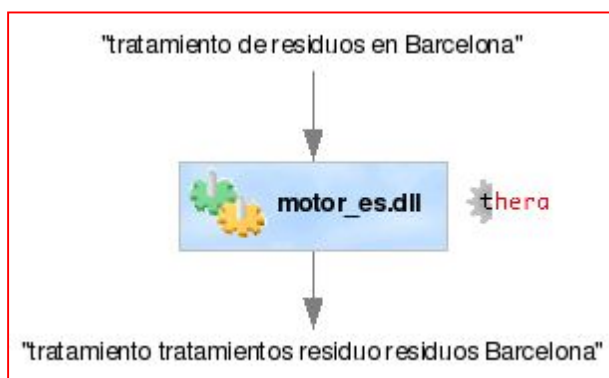 "tratamiento de residuos en Barcelona"
motor_es.dll
thera
"tratamiento tratamientos residuo residuos Barcelona"